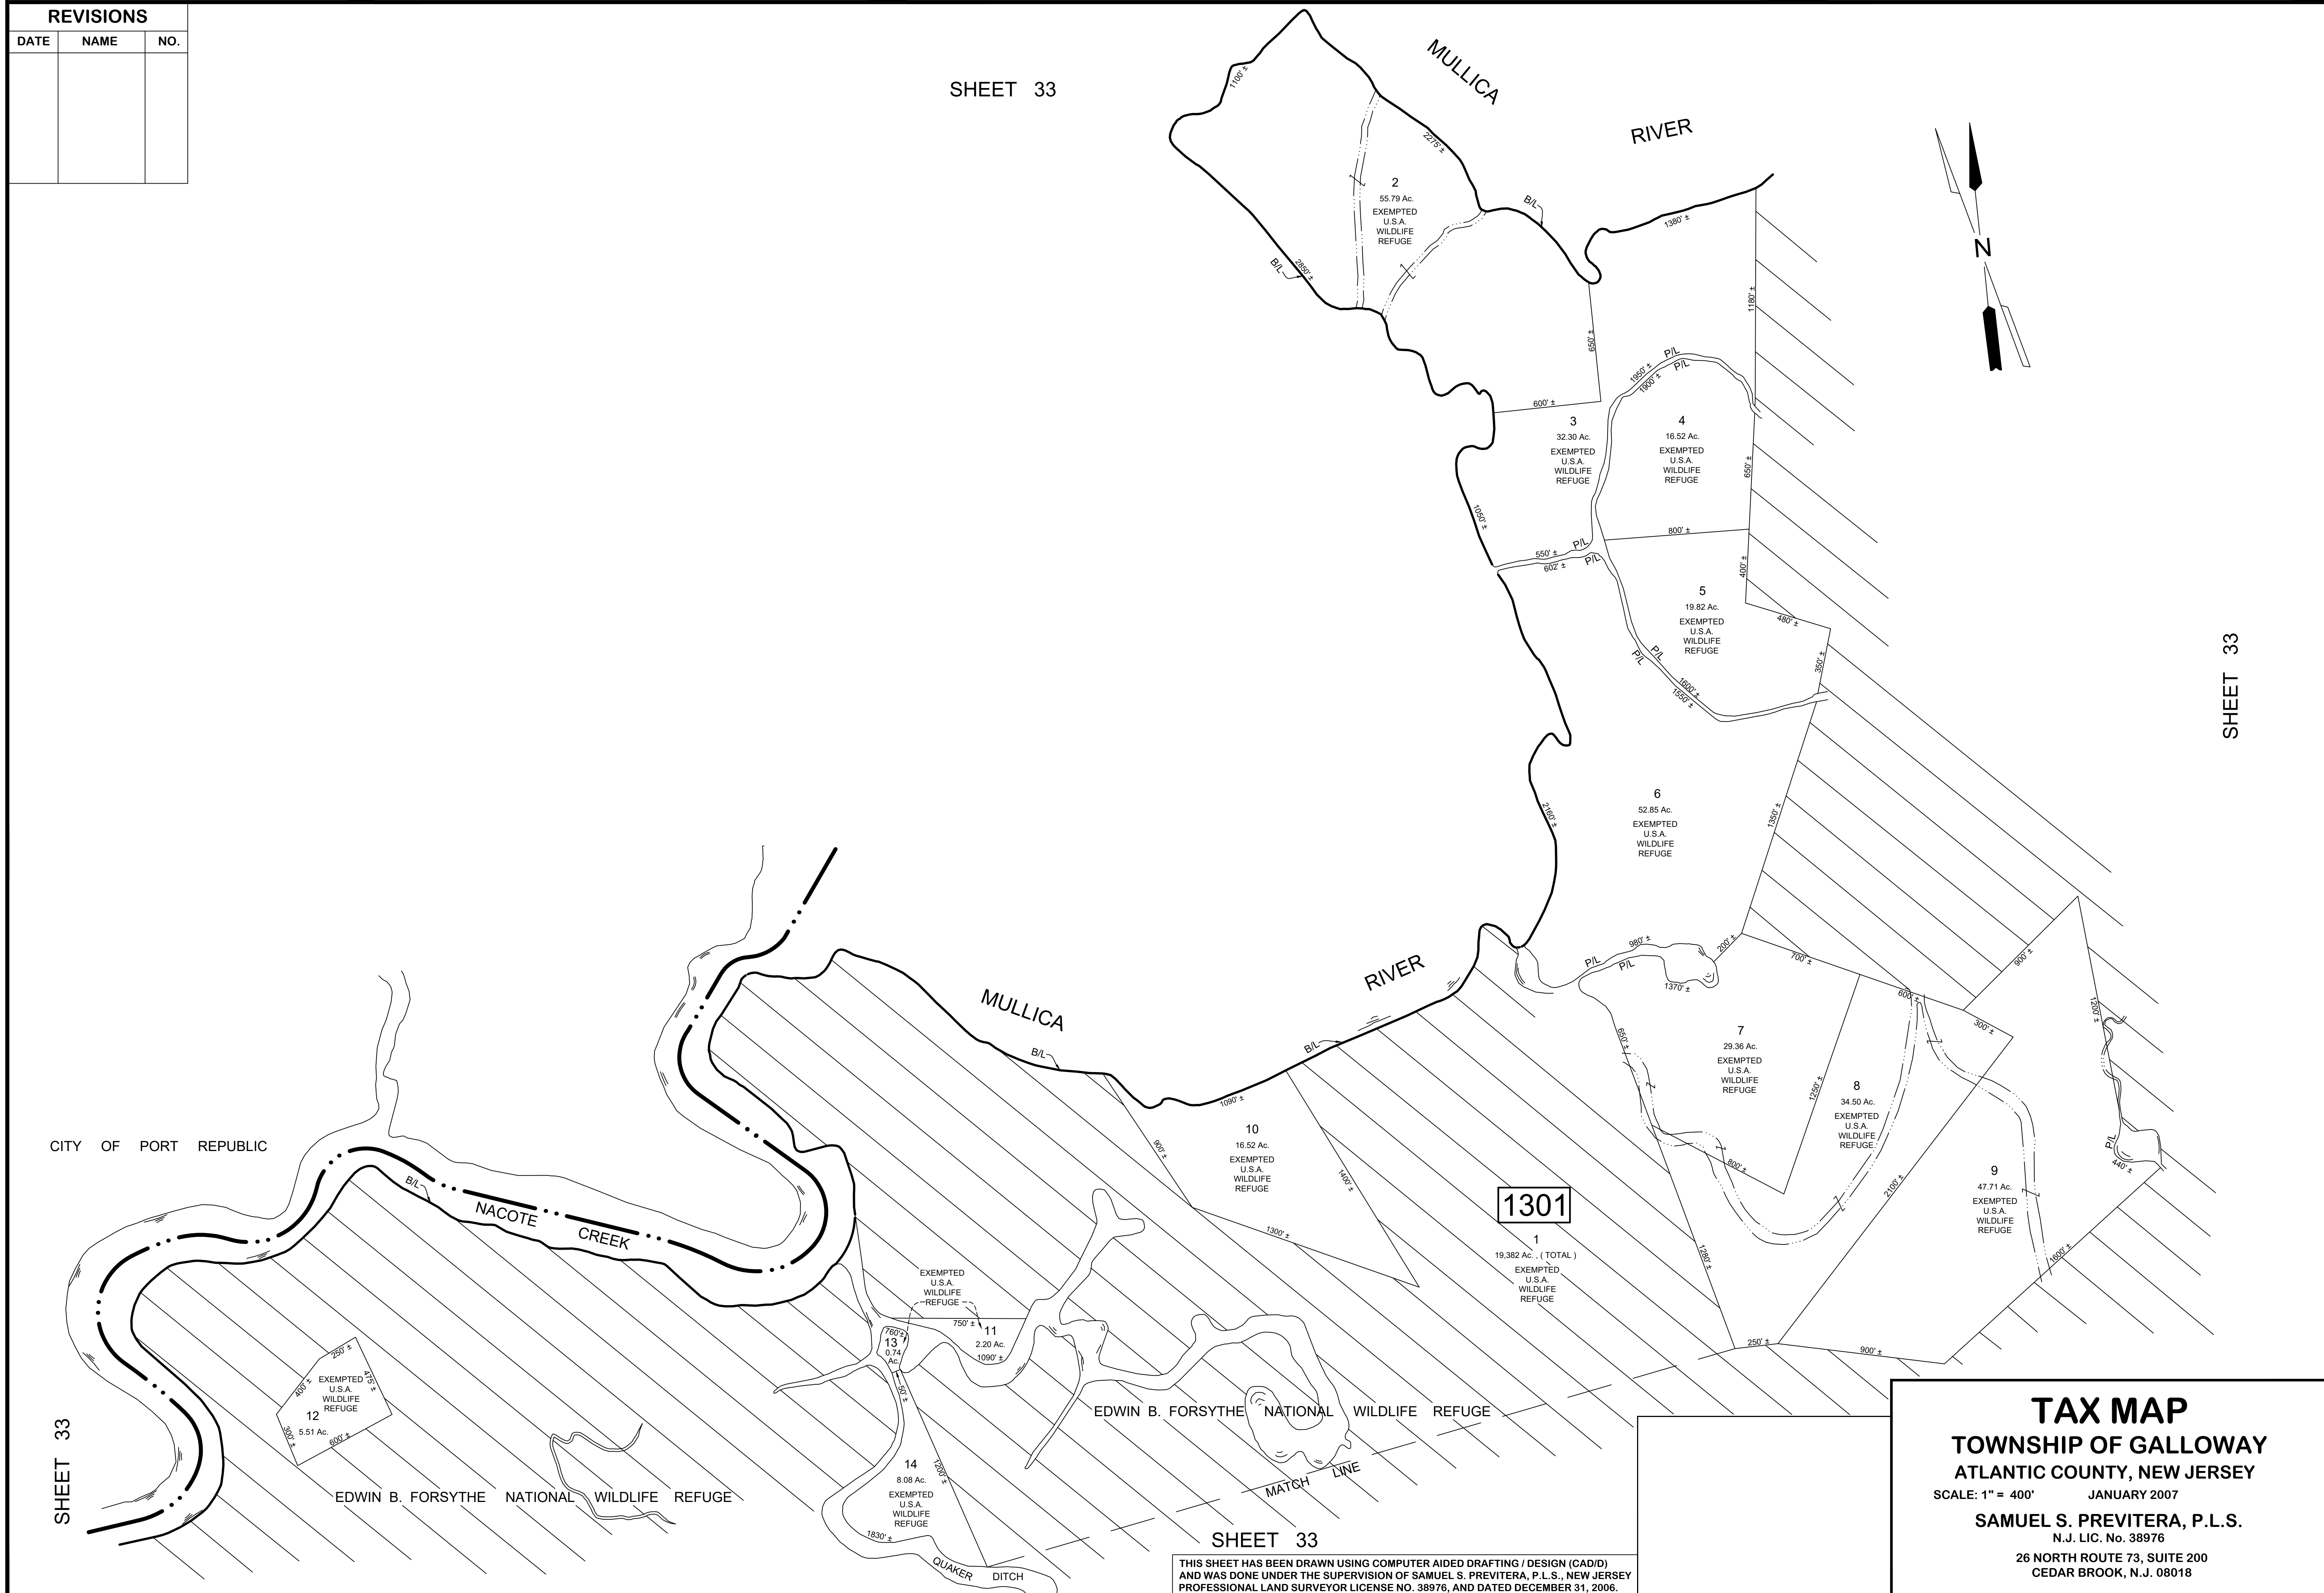 REVISIONS
DATE NAME NO.
SHEET 33
MULLICA
RIVER
N
1100' ±
2275' ±
2
55.79 Ac.
EXEMPTED
U.S.A.
WILDLIFE
REFUGE
B/L
B/L
2850' ±
1380' ±
1180' ±
650' ±
600' ±
P/L
P/L
1950' ±
1900' ±
3
32.30 Ac.
EXEMPTED
U.S.A.
WILDLIFE
REFUGE
4
16.52 Ac.
EXEMPTED
U.S.A.
WILDLIFE
REFUGE
650' ±
1050' ±
800' ±
550' ±
P/L
602' ±
P/L
400' ±
5
19.82 Ac.
EXEMPTED
U.S.A.
WILDLIFE
REFUGE
480' ±
350' ±
P/L
P/L
1600' ±
1550' ±
SHEET 33
6
52.85 Ac.
EXEMPTED
U.S.A.
WILDLIFE
REFUGE
2160' ±
1350' ±
980' ±
200' ±
P/L
P/L
1370' ±
700' ±
900' ±
600' ±
300' ±
1200' ±
MULLICA
RIVER
B/L
B/L
650' ±
7
29.36 Ac.
EXEMPTED
U.S.A.
WILDLIFE
REFUGE
1250' ±
8
34.50 Ac.
EXEMPTED
U.S.A.
WILDLIFE
REFUGE
800' ±
2100' ±
P/L
440' ±
9
47.71 Ac.
EXEMPTED
U.S.A.
WILDLIFE
REFUGE
1600' ±
1090' ±
10
16.52 Ac.
EXEMPTED
U.S.A.
WILDLIFE
REFUGE
900' ±
1400' ±
1300' ±
1301
1
19,382 Ac. , ( TOTAL )
EXEMPTED
U.S.A.
WILDLIFE
REFUGE
1280' ±
250' ±
900' ±
CITY OF PORT REPUBLIC
B/L
NACOTE
CREEK
EXEMPTED
U.S.A.
WILDLIFE
REFUGE
750' ±
11
2.20 Ac.
1090' ±
760'±
13
0.74
Ac.
50' ±
250' ±
400' ±
475' ±
EXEMPTED
U.S.A.
WILDLIFE
REFUGE
12
5.51 Ac.
300' ±
600' ±
SHEET 33
EDWIN B. FORSYTHE NATIONAL WILDLIFE REFUGE
EDWIN B. FORSYTHE NATIONAL WILDLIFE REFUGE
14
8.08 Ac.
EXEMPTED
U.S.A.
WILDLIFE
REFUGE
1200' ±
1830' ±
QUAKER DITCH
MATCH LINE
SHEET 33
THIS SHEET HAS BEEN DRAWN USING COMPUTER AIDED DRAFTING / DESIGN (CAD/D)
AND WAS DONE UNDER THE SUPERVISION OF SAMUEL S. PREVITERA, P.L.S., NEW JERSEY
PROFESSIONAL LAND SURVEYOR LICENSE NO. 38976, AND DATED DECEMBER 31, 2006.
TAX MAP
TOWNSHIP OF GALLOWAY
ATLANTIC COUNTY, NEW JERSEY
SCALE: 1" = 400' JANUARY 2007
SAMUEL S. PREVITERA, P.L.S.
N.J. LIC. No. 38976
26 NORTH ROUTE 73, SUITE 200
CEDAR BROOK, N.J. 08018